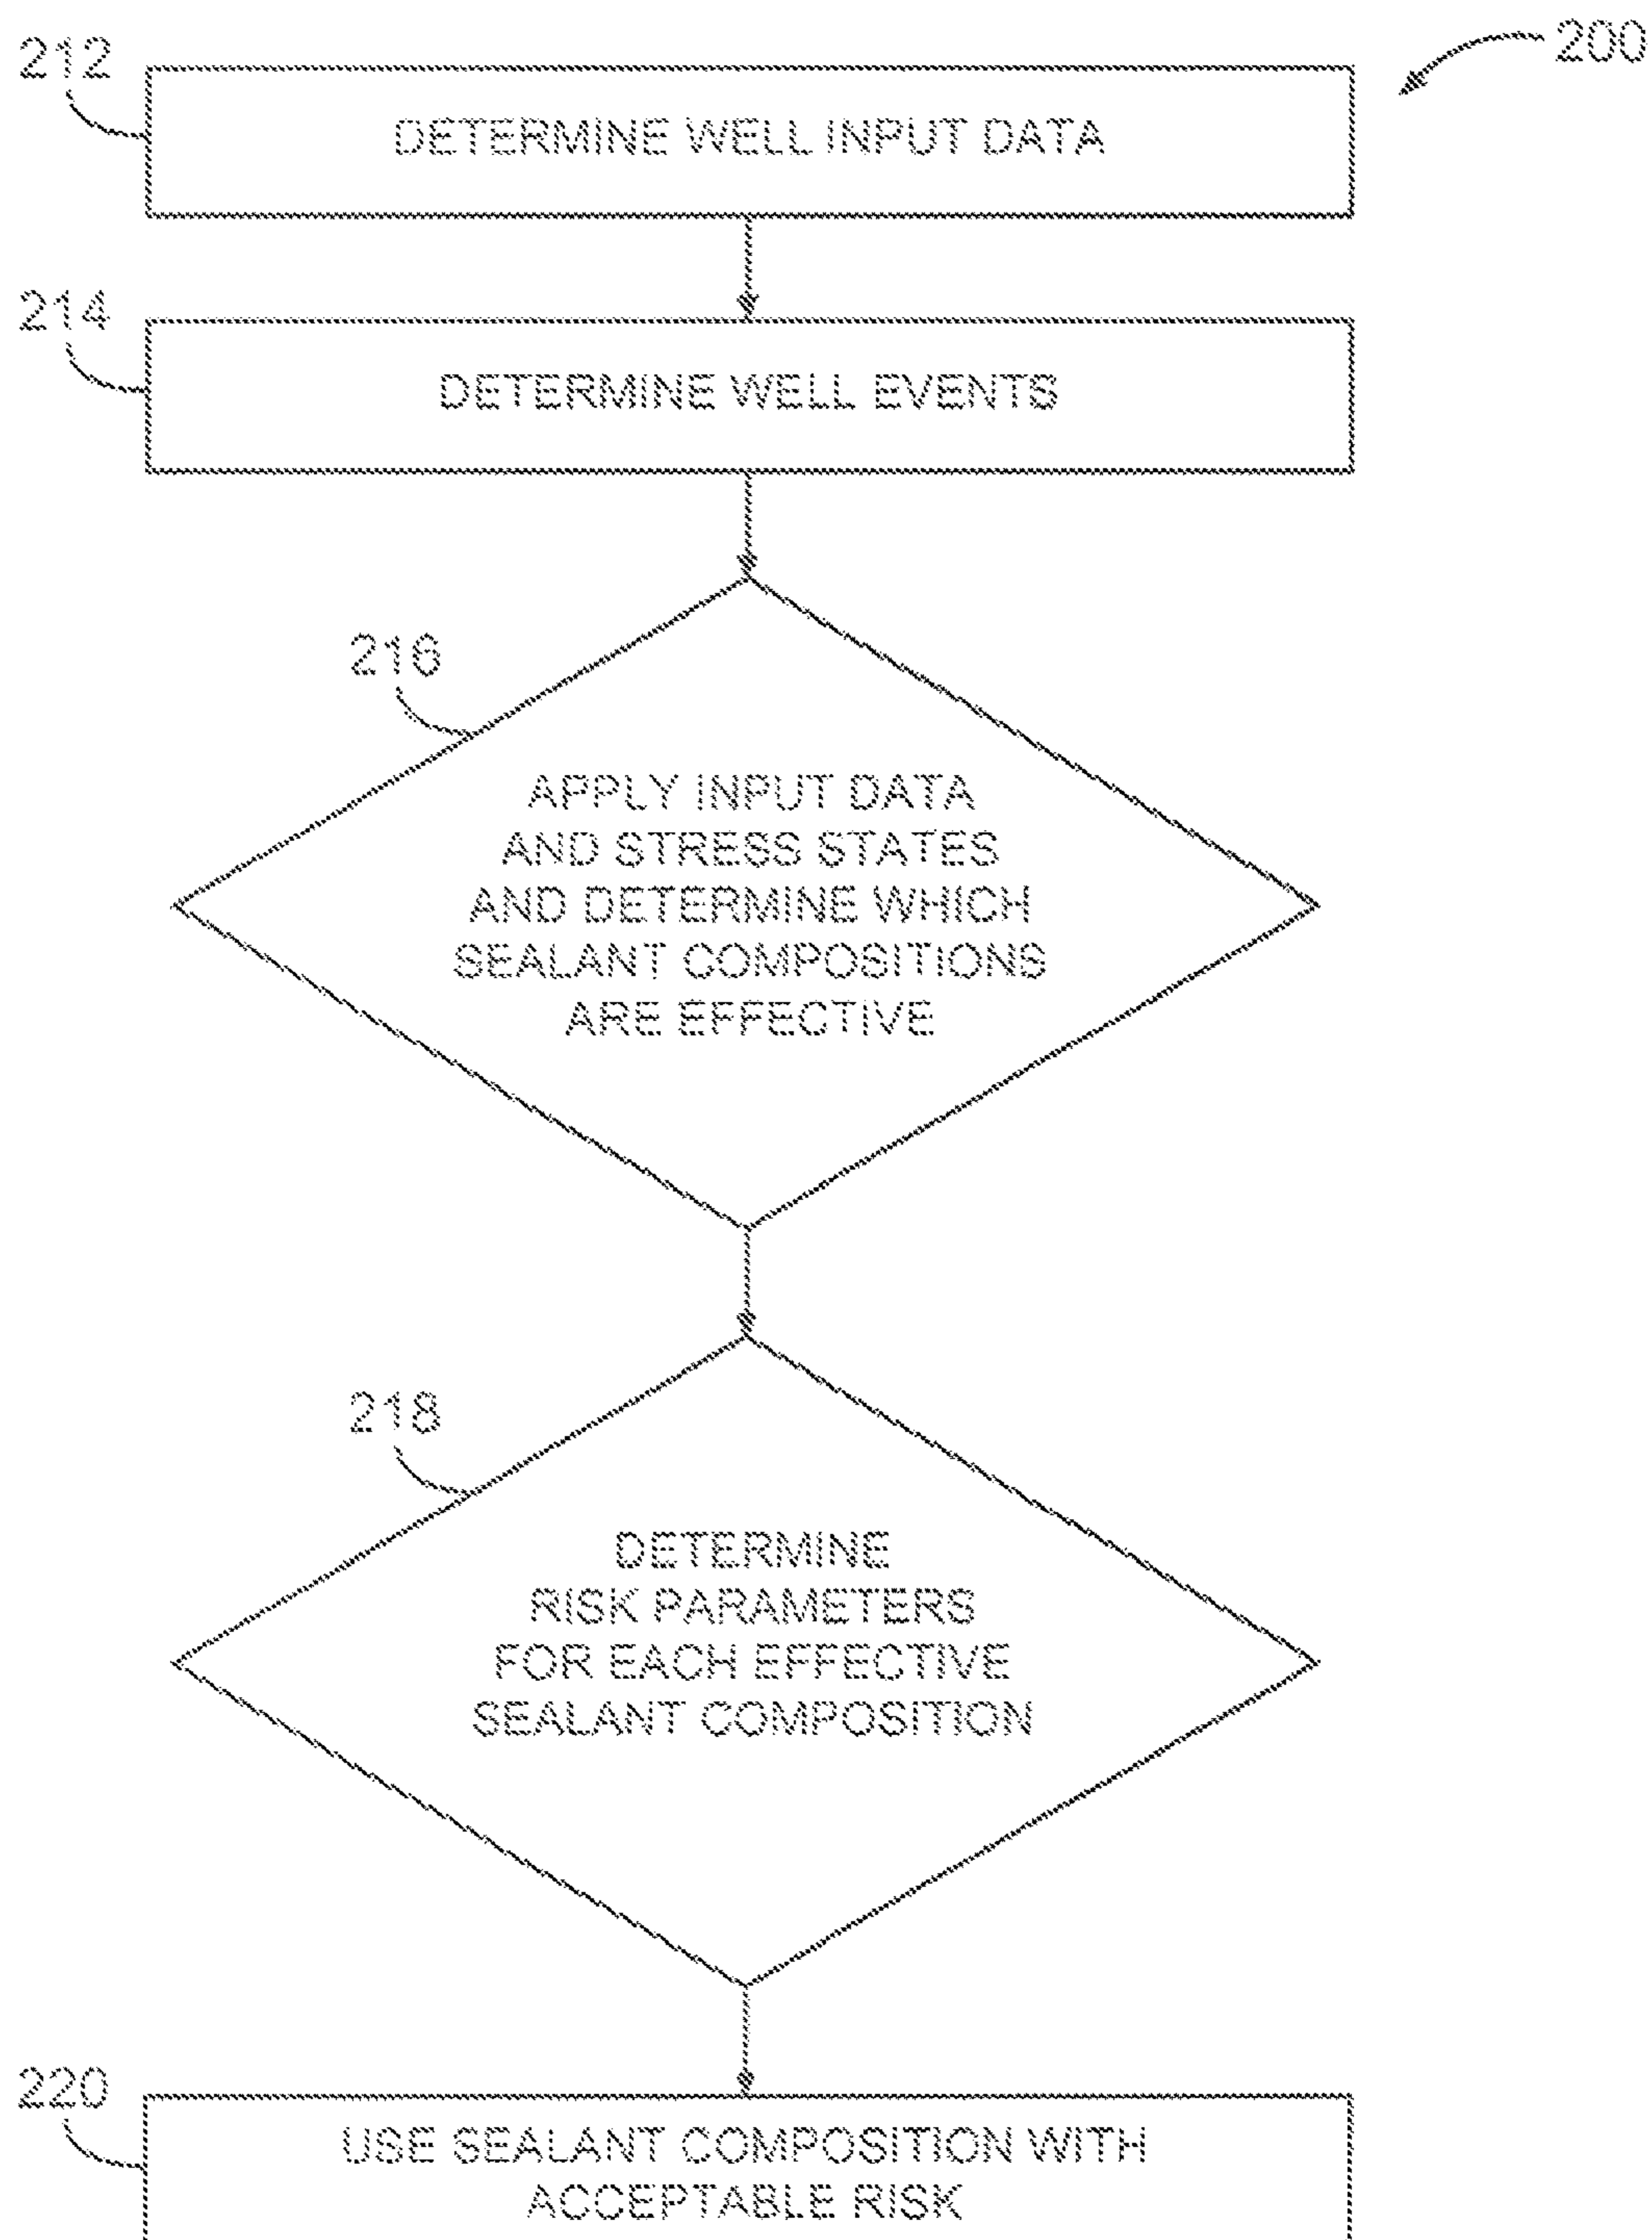 200
212
DETERMINE WELL INPUT DATA
214
DETERMINE WELL EVENTS
216
APPLY INPUT DATA
AND STRESS STATES
AND DETERMINE WHICH
SEALANT COMPOSITIONS
ARE EFFECTIVE
218
DETERMINE
RISK PARAMETERS
FOR EACH EFFECTIVE
SEALANT COMPOSITION
220
USE SEALANT COMPOSITION WITH
ACCEPTABLE RISK